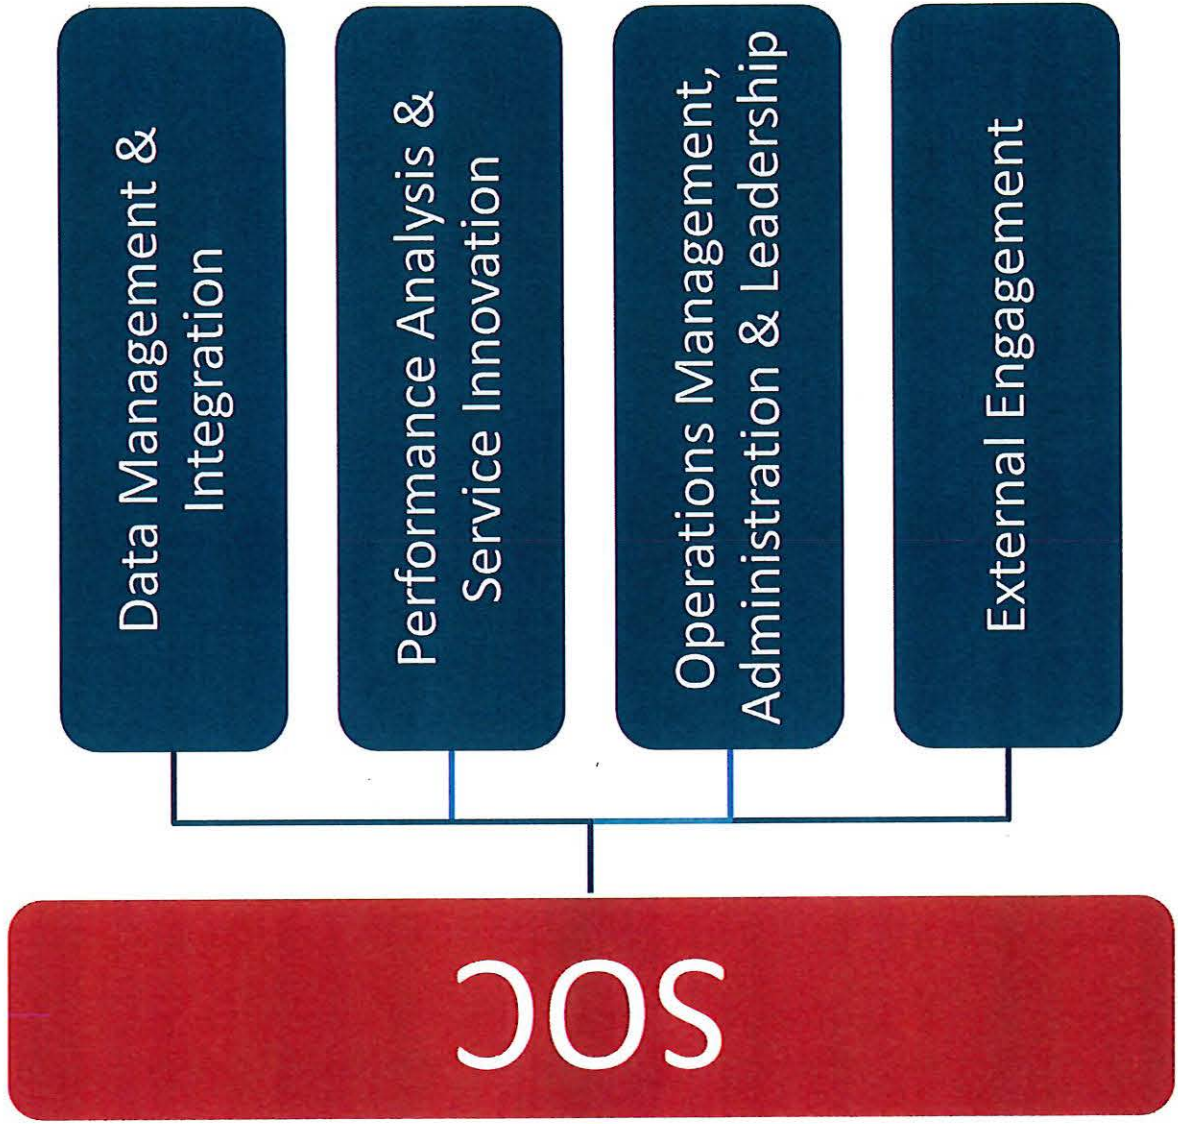 SOC
External Engagement
Operations Management,
Administration & Leadership
Performance Analysis &
Service Innovation
Data Management &
Integration